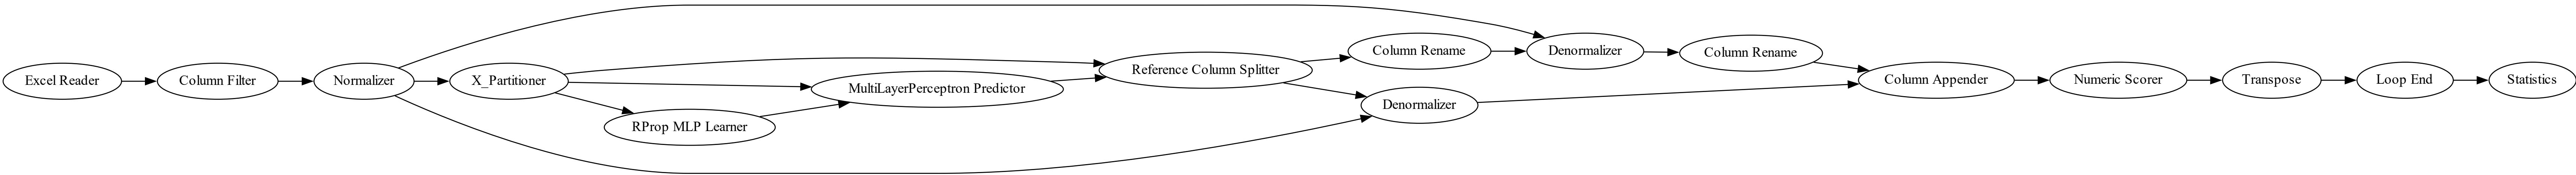 Excel Reader
Column Filter
Normalizer
X_Partitioner
RProp MLP Learner
MultiLayerPerceptron Predictor
Reference Column Splitter
Column Rename
Denormalizer
Denormalizer
Column Rename
Column Appender
Numeric Scorer
Transpose
Loop End
Statistics